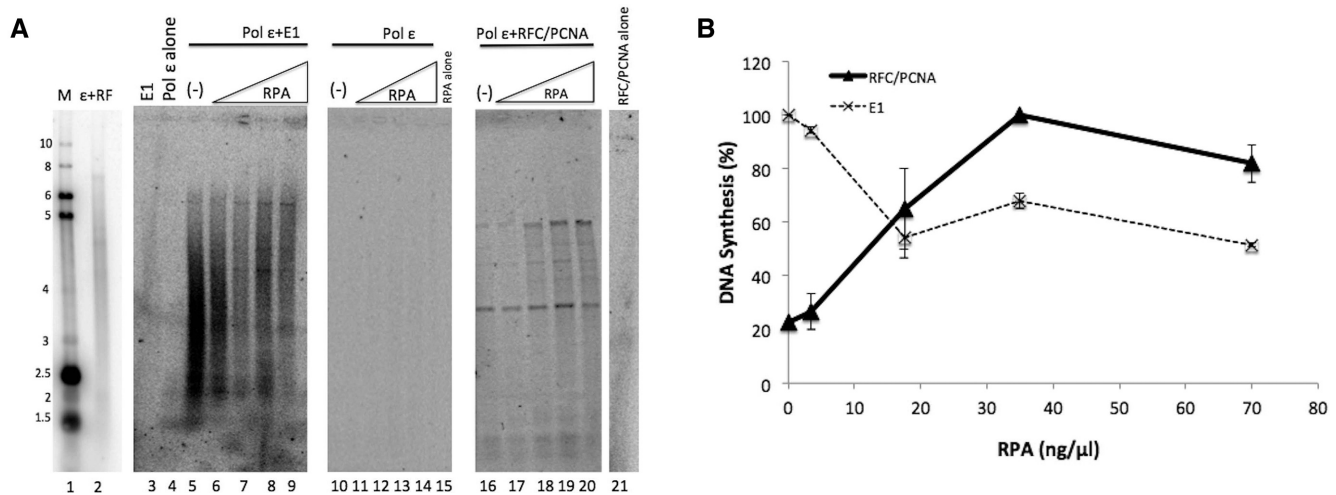 A
Pol ε+E1
Pol ε
Pol ε+RFC/PCNA
M ε+RF
E1
Pol ε alone
(-)
RPA
(-)
RPA
RPA alone
(-)
RPA
RFC/PCNA alone
10
8
6
5
4
3
2.5
2
1.5
1 2 3 4 5 6 7 8 9 10 11 12 13 14 15 16 17 18 19 20 21
B
RFC/PCNA
E1
DNA Synthesis (%)
120
100
80
60
40
20
0
0 10 20 30 40 50 60 70 80
RPA (ng/µl)